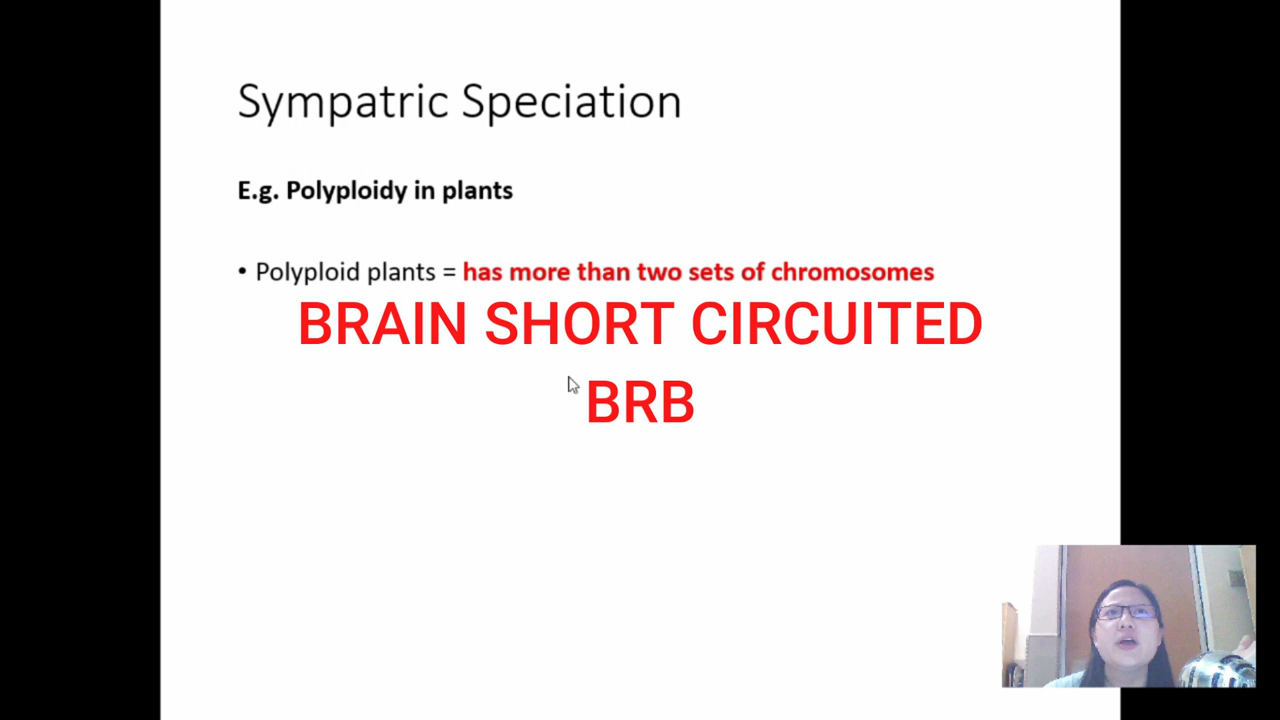 Sympatric Speciation
E.g. Polyploidy in plants
• Polyploid plants = has more than two sets of chromosomes
BRAIN SHORT CIRCUITED
BRB